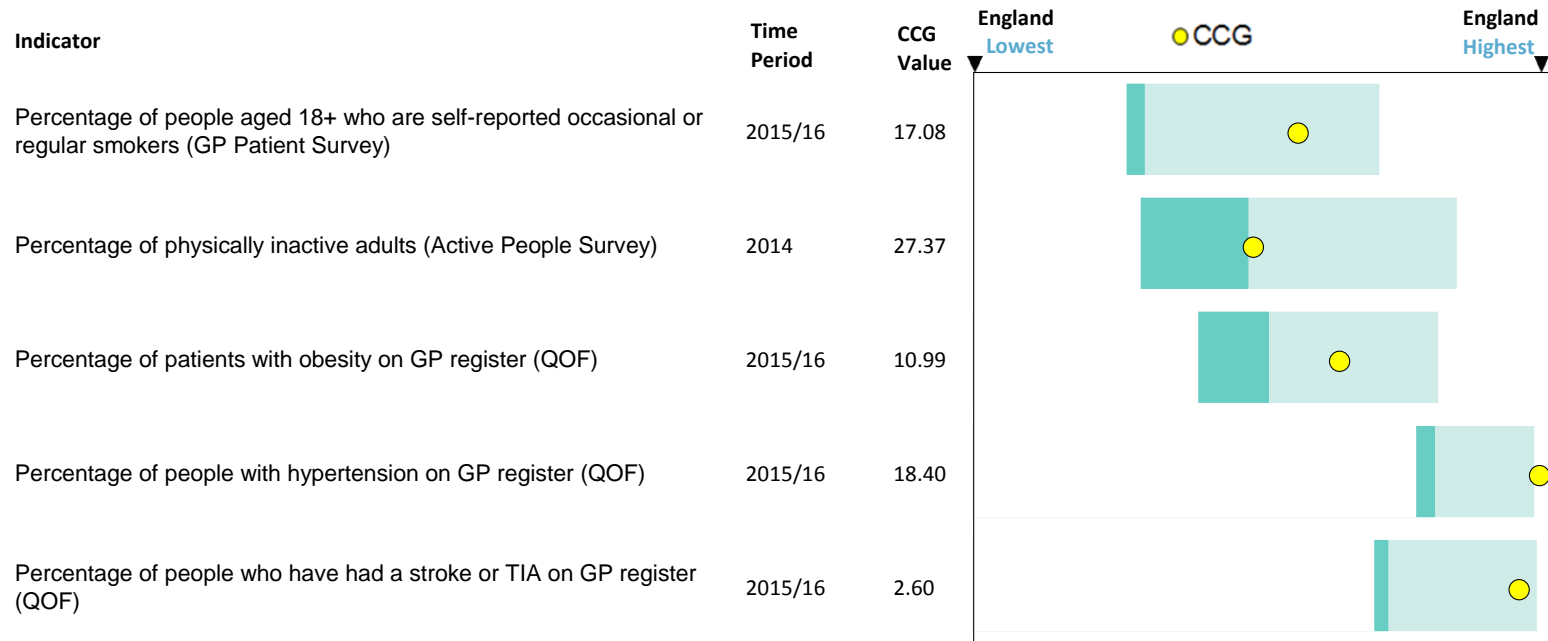 Indicator
Time
Period
CCG
Value
England
Lowest
CCG
England
Highest
Percentage of people aged 18+ who are self-reported occasional or
regular smokers (GP Patient Survey)
2015/16
17.08
Percentage of physically inactive adults (Active People Survey)
2014
27.37
Percentage of patients with obesity on GP register (QOF)
2015/16
10.99
Percentage of people with hypertension on GP register (QOF)
2015/16
18.40
Percentage of people who have had a stroke or TIA on GP register
(QOF)
2015/16
2.60